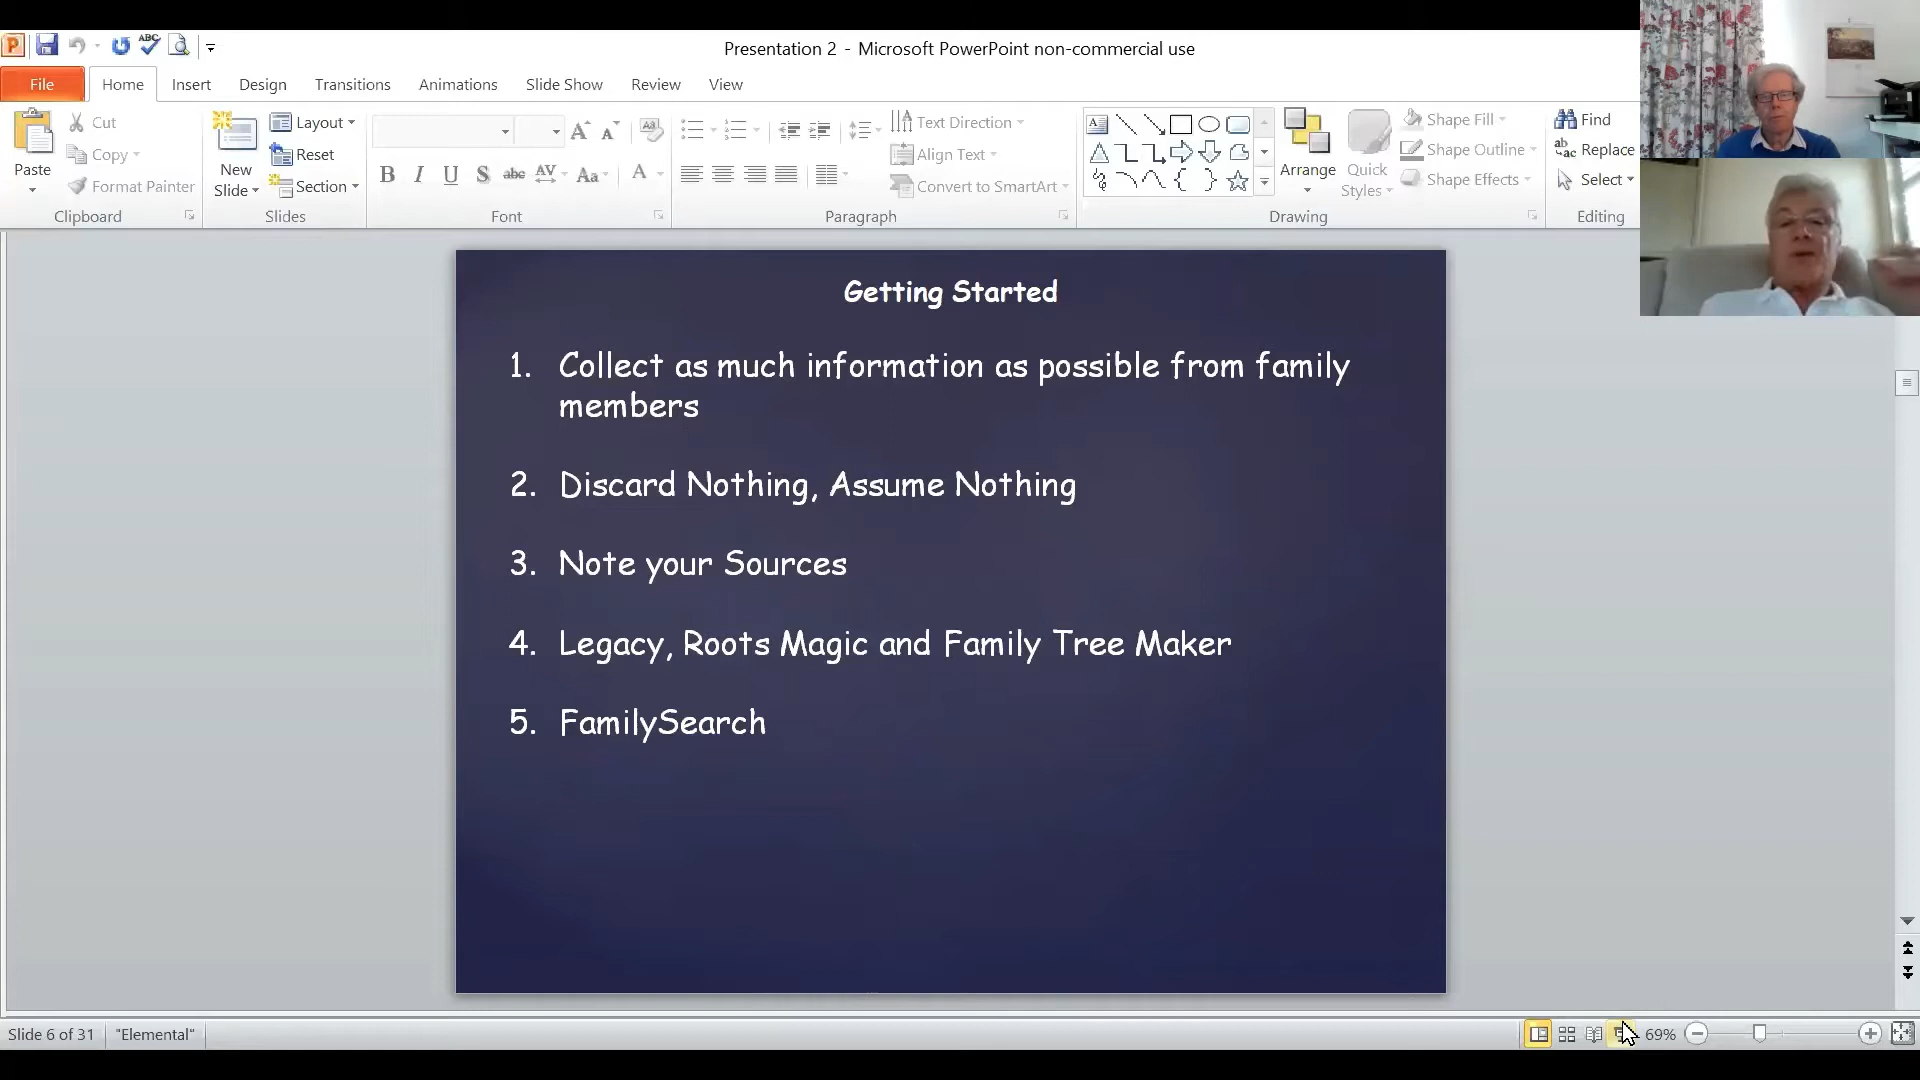 Presentation 2 - Microsoft PowerPoint non-commercial use
File Home Insert Design Transitions Animations Slide Show Review View
Paste
Cut
Copy
Format Painter
Clipboard
New
Slide
Layout
Reset
Section
Slides
Font
Text Direction
Align Text
Convert to SmartArt
Paragraph
Arrange
Quick
Styles
Shape Fill
Shape Outline
Shape Effects
Drawing
Find
Replace
Select
Editing
Getting Started
1. Collect as much information as possible from family
members
2. Discard Nothing, Assume Nothing
3. Note your Sources
4. Legacy, Roots Magic and Family Tree Maker
5. FamilySearch
Slide 6 of 31 "Elemental" 69%